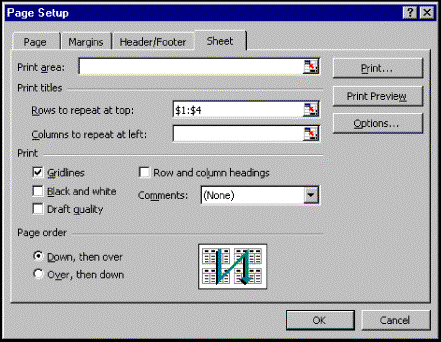 Page Setup
Page Margins Header/Footer Sheet
Print area: Print...
Print titles
Rows to repeat at top: $1:$4 Print Preview
Columns to repeat at left: Options...
Print
Gridlines Row and column headings
Black and white Comments: (None)
Draft quality
Page order
Down, then over
Over, then down
OK Cancel